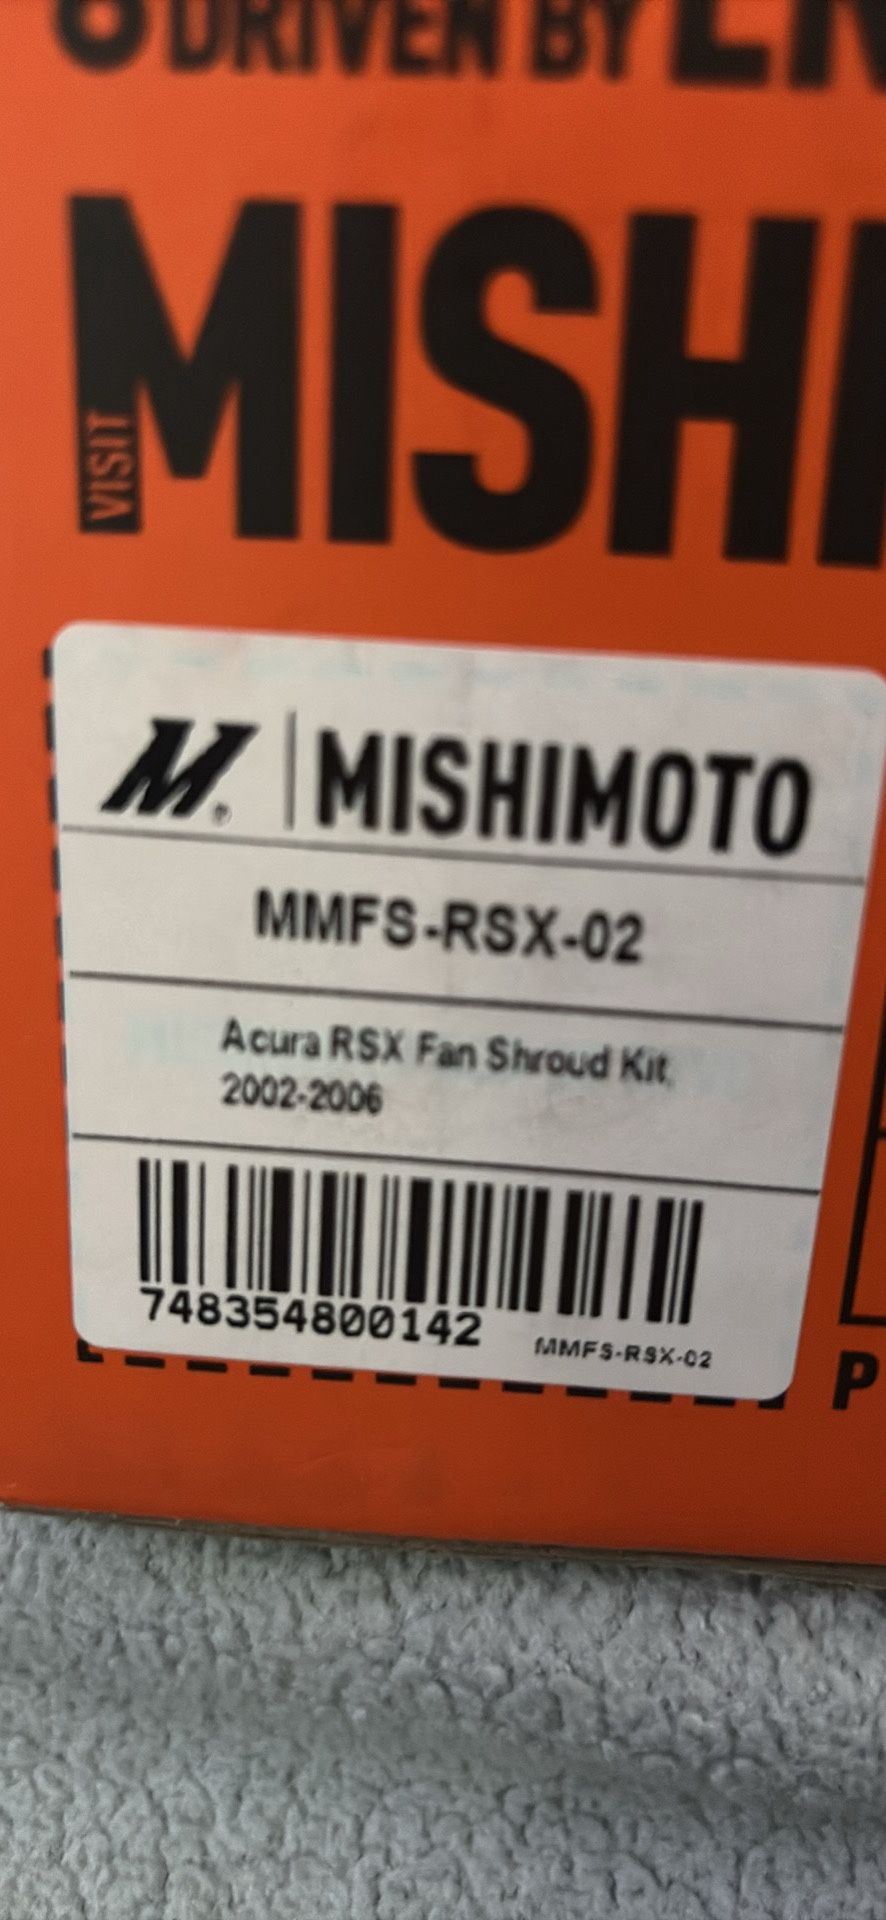 DRIVEN BY EN
MISH
VISIT
M® | MISHIMOTO
MMFS-RSX-02
Acura RSX Fan Shroud Kit,
2002-2006
748354800142
MMFS-RSX-02
P